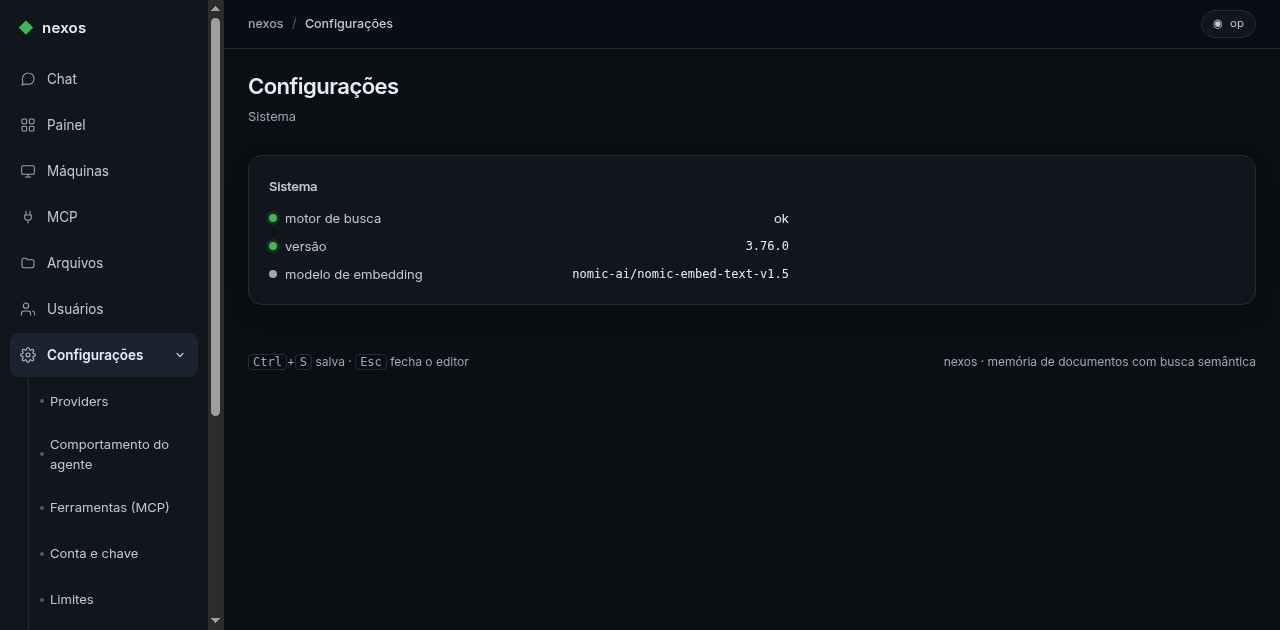 nexos
Chat
Painel
Máquinas
MCP
Arquivos
Usuários
Configurações
Providers
Comportamento do
agente
Ferramentas (MCP)
Conta e chave
Limites
nexos / Configurações
op
Configurações
Sistema
Sistema
motor de busca ok
versão 3.76.0
modelo de embedding nomic-ai/nomic-embed-text-v1.5
Ctrl+S salva · Esc fecha o editor
nexos · memória de documentos com busca semântica